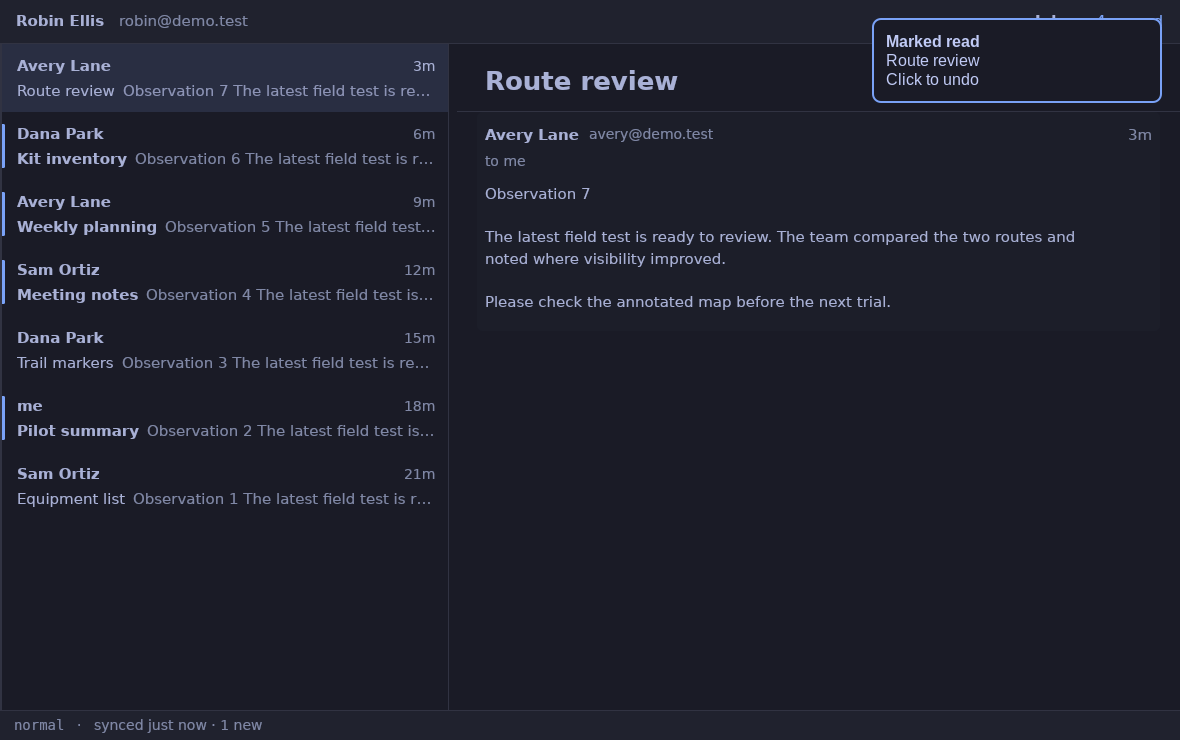 Robin Ellis robin@demo.test
Marked read
Route review
Click to undo
Avery Lane 3m
Route review Observation 7 The latest field test is re…
Dana Park 6m
Kit inventory Observation 6 The latest field test is r…
Avery Lane 9m
Weekly planning Observation 5 The latest field test…
Sam Ortiz 12m
Meeting notes Observation 4 The latest field test is…
Dana Park 15m
Trail markers Observation 3 The latest field test is re…
me 18m
Pilot summary Observation 2 The latest field test is…
Sam Ortiz 21m
Equipment list Observation 1 The latest field test is r…
Route review
Avery Lane avery@demo.test 3m
to me
Observation 7
The latest field test is ready to review. The team compared the two routes and
noted where visibility improved.
Please check the annotated map before the next trial.
normal · synced just now · 1 new